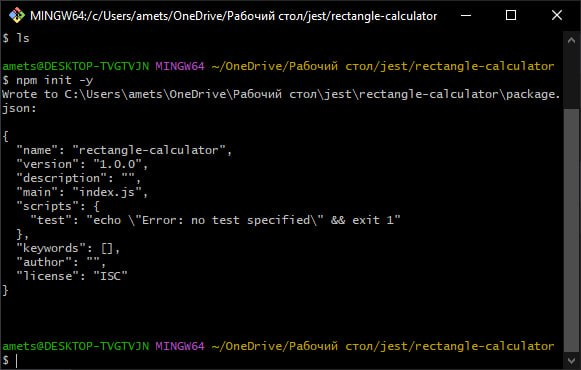 MINGW64:/c/Users/amets/OneDrive/Рабочий стол/jest/rectangle-calculator
$ ls
amets@DESKTOP-TVGTVJN MINGW64 ~/OneDrive/Рабочий стол/jest/rectangle-calculator
$ npm init -y
Wrote to C:\Users\amets\OneDrive\Рабочий стол\jest\rectangle-calculator\package.
json:
{
  "name": "rectangle-calculator",
  "version": "1.0.0",
  "description": "",
  "main": "index.js",
  "scripts": {
    "test": "echo \"Error: no test specified\" && exit 1"
  },
  "keywords": [],
  "author": "",
  "license": "ISC"
}
amets@DESKTOP-TVGTVJN MINGW64 ~/OneDrive/Рабочий стол/jest/rectangle-calculator
$